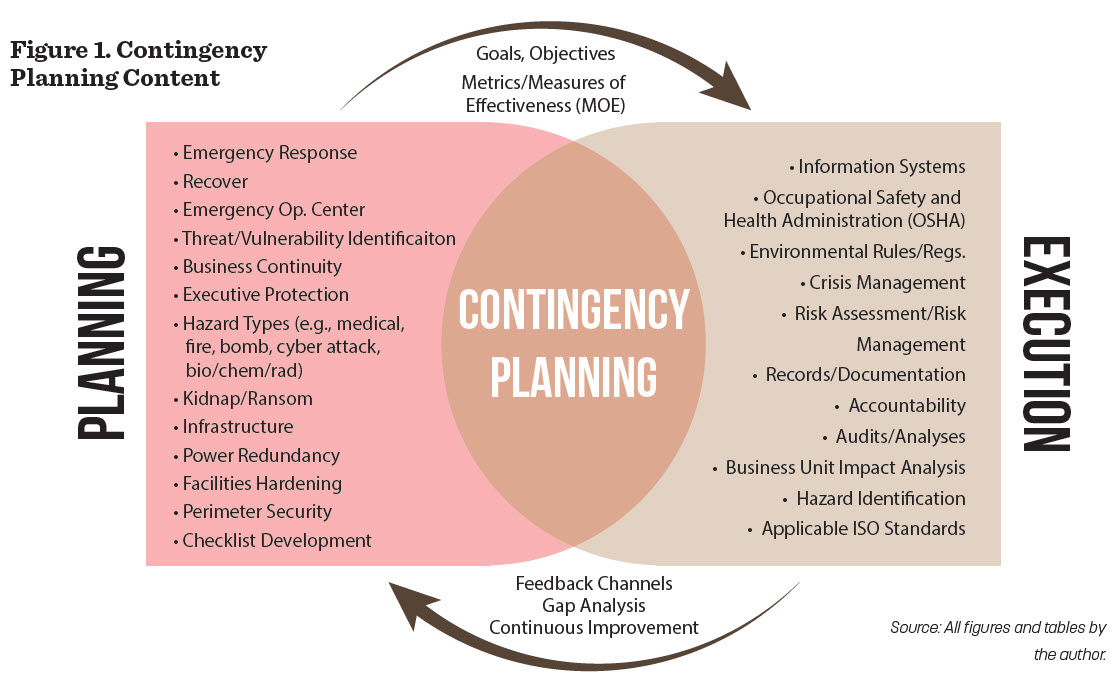 Figure 1. Contingency
Planning Content
Goals, Objectives
Metrics/Measures of
Effectiveness (MOE)
PLANNING
• Emergency Response
• Recover
• Emergency Op. Center
• Threat/Vulnerability Identificaiton
• Business Continuity
• Executive Protection
• Hazard Types (e.g., medical,
fire, bomb, cyber attack,
bio/chem/rad)
• Kidnap/Ransom
• Infrastructure
• Power Redundancy
• Facilities Hardening
• Perimeter Security
• Checklist Development
CONTINGENCY
PLANNING
• Information Systems
• Occupational Safety and
Health Administration (OSHA)
• Environmental Rules/Regs.
• Crisis Management
• Risk Assessment/Risk
Management
• Records/Documentation
• Accountability
• Audits/Analyses
• Business Unit Impact Analysis
• Hazard Identification
• Applicable ISO Standards
EXECUTION
Feedback Channels
Gap Analysis
Continuous Improvement
Source: All figures and tables by
the author.